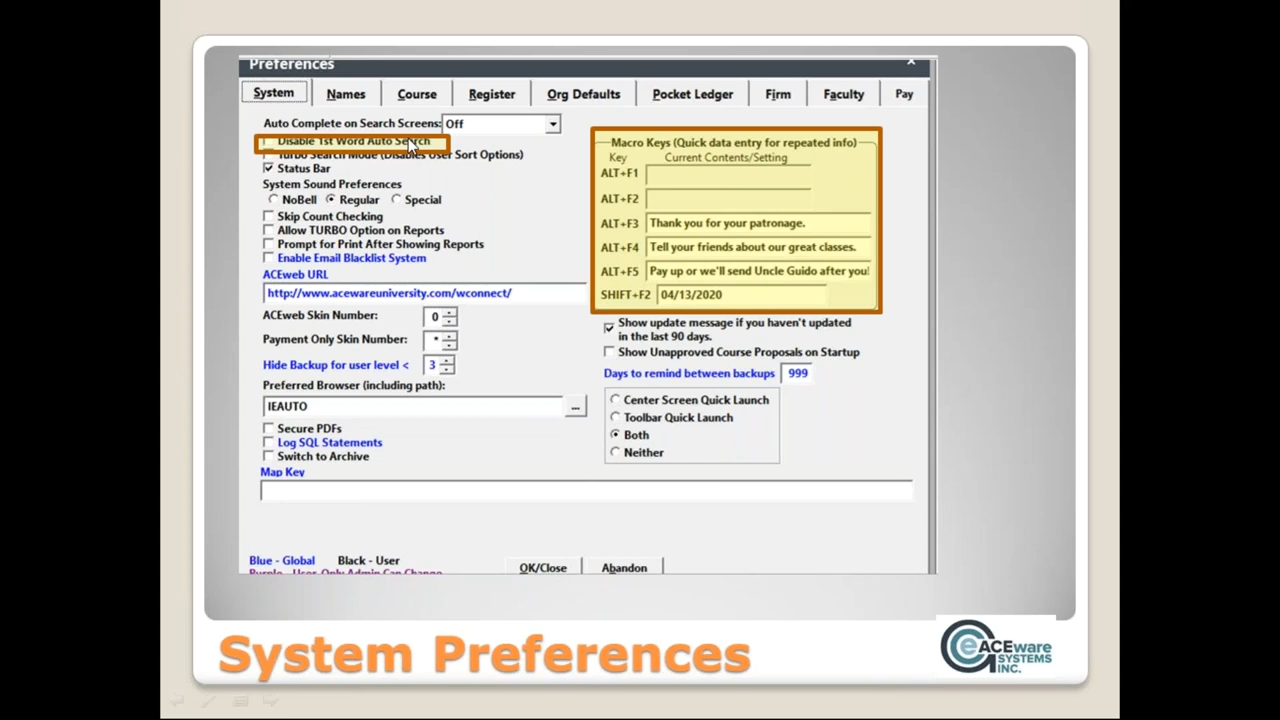 Preferences
System Names Course Register Org Defaults Pocket Ledger Firm Faculty Pay
Auto Complete on Search Screens: Off
Disable 1st Word Auto Search
Turbo Search Mode (Disables User Sort Options)
Status Bar
System Sound Preferences
NoBell Regular Special
Skip Count Checking
Allow TURBO Option on Reports
Prompt for Print After Showing Reports
Enable Email Blacklist System
ACEweb URL
http://www.acewareuniversity.com/wconnect/
ACEweb Skin Number: 0
Payment Only Skin Number: *
Hide Backup for user level < 3
Preferred Browser (including path):
IEAUTO ...
Secure PDFs
Log SQL Statements
Switch to Archive
Map Key
Macro Keys (Quick data entry for repeated info)
Key Current Contents/Setting
ALT+F1
ALT+F2
ALT+F3 Thank you for your patronage.
ALT+F4 Tell your friends about our great classes.
ALT+F5 Pay up or we'll send Uncle Guido after you!
SHIFT+F2 04/13/2020
Show update message if you haven't updated
in the last 90 days.
Show Unapproved Course Proposals on Startup
Days to remind between backups 999
Center Screen Quick Launch
Toolbar Quick Launch
Both
Neither
Blue - Global Black - User
Purple - User, Only Admin Can Change
OK/Close Abandon
System Preferences
ACEware
SYSTEMS
INC.